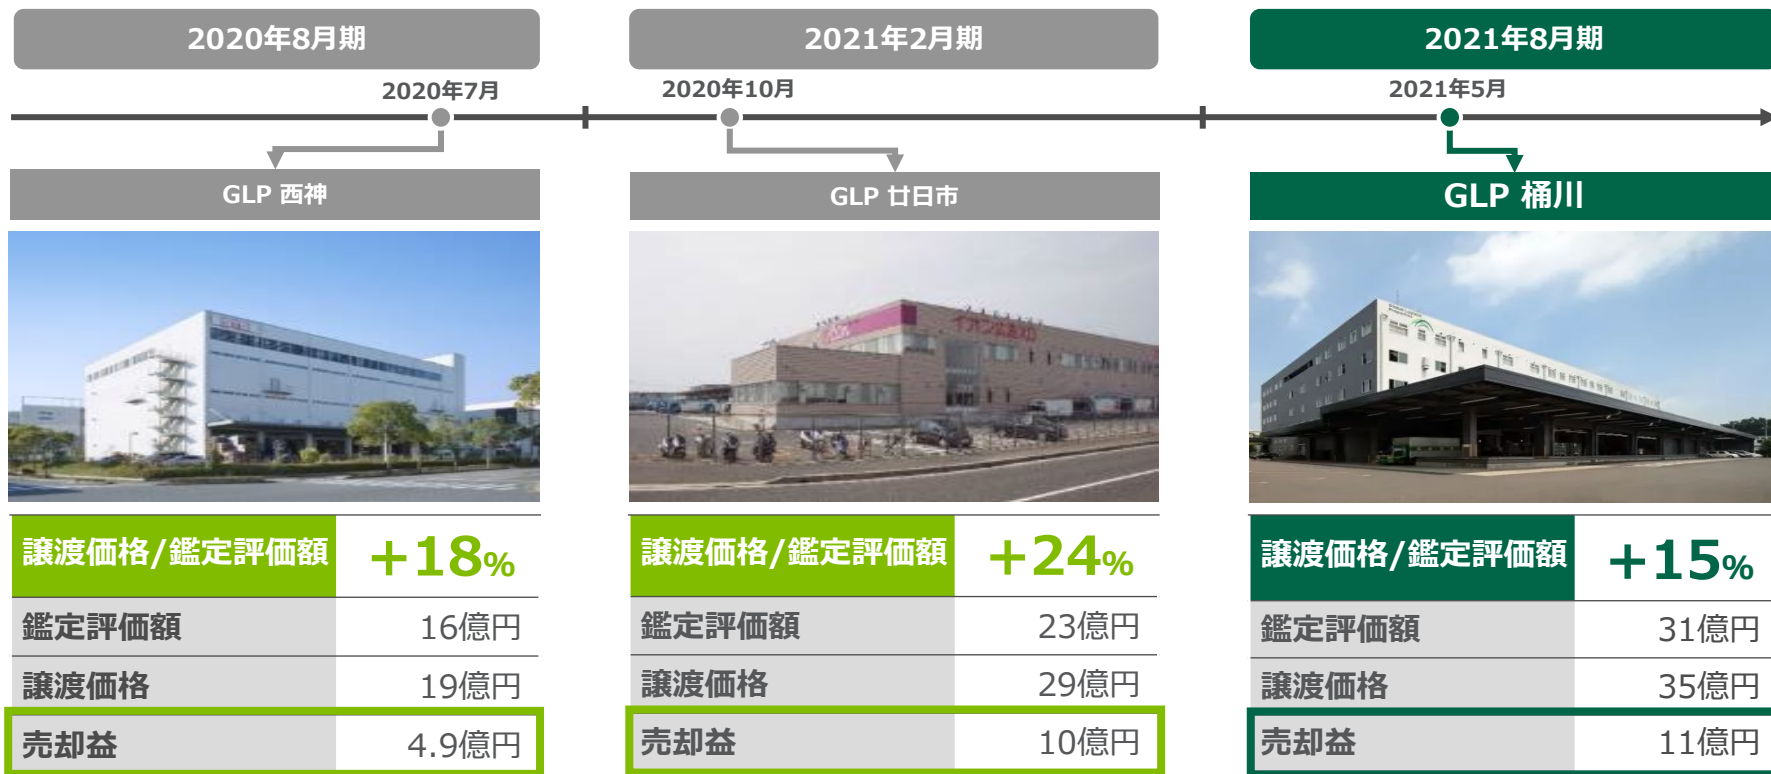 2020年8月期
2021年2月期
2021年8月期
2020年7月
2020年10月
2021年5月
GLP 西神
GLP 廿日市
GLP 桶川
譲渡価格/鑑定評価額 +18%
鑑定評価額 16億円
譲渡価格 19億円
売却益 4.9億円
譲渡価格/鑑定評価額 +24%
鑑定評価額 23億円
譲渡価格 29億円
売却益 10億円
譲渡価格/鑑定評価額 +15%
鑑定評価額 31億円
譲渡価格 35億円
売却益 11億円